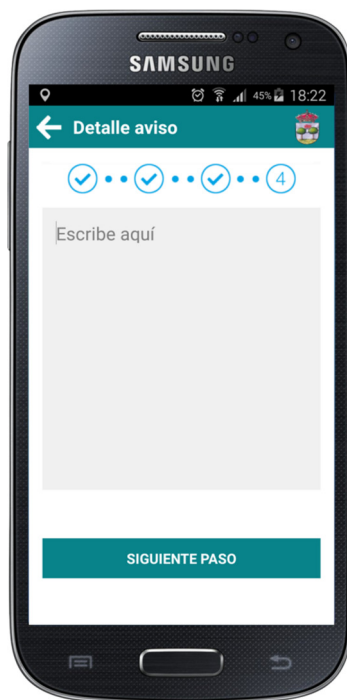 SAMSUNG
45% 18:22
Detalle aviso
4
Escribe aquí
SIGUIENTE PASO